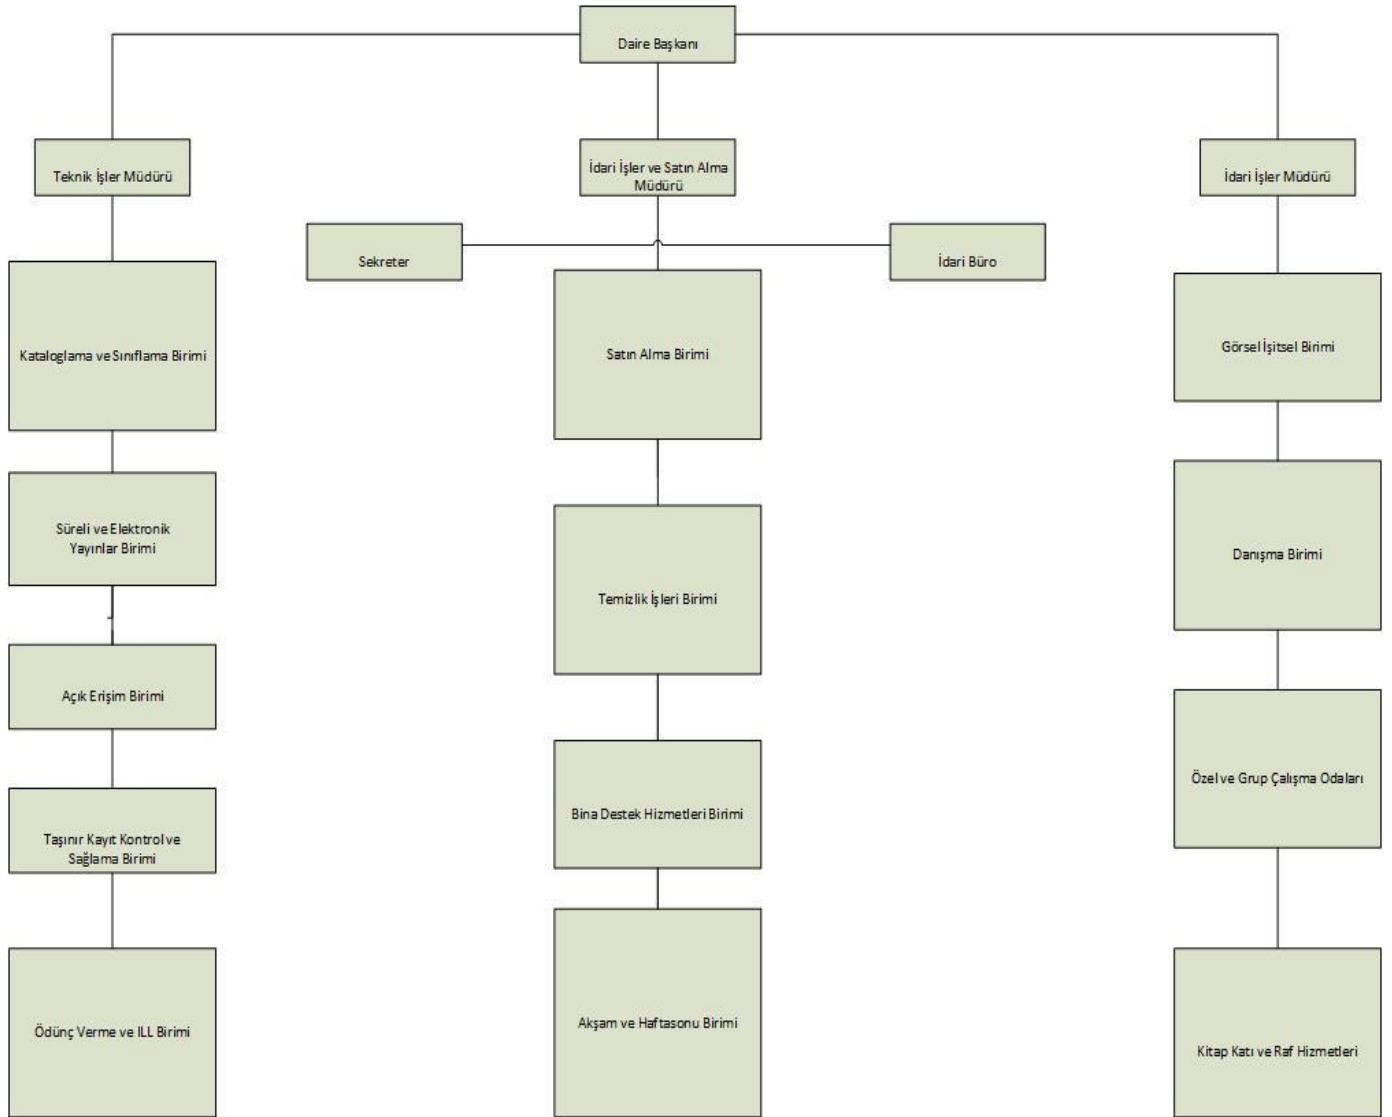 Daire Başkanı
Teknik İşler Müdürü
İdari İşler ve Satın Alma
Müdürü
İdari İşler Müdürü
Sekreter
İdari Büro
Kataloglama ve Sınıflama Birimi
Satın Alma Birimi
Görsel İşitsel Birimi
Süreli ve Elektronik
Yayınlar Birimi
Temizlik İşleri Birimi
Danışma Birimi
Açık Erişim Birimi
Taşınır Kayıt Kontrol ve
Sağlama Birimi
Bina Destek Hizmetleri Birimi
Özel ve Grup Çalışma Odaları
Ödünç Verme ve ILL Birimi
Akşam ve Haftasonu Birimi
Kitap Katı ve Raf Hizmetleri